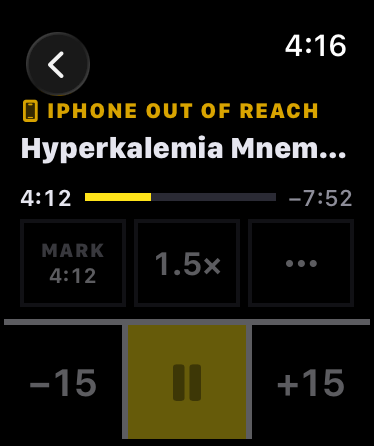 4:16
IPHONE OUT OF REACH
Hyperkalemia Mnem...
4:12 −7:52
MARK
4:12
1.5×
−15 +15